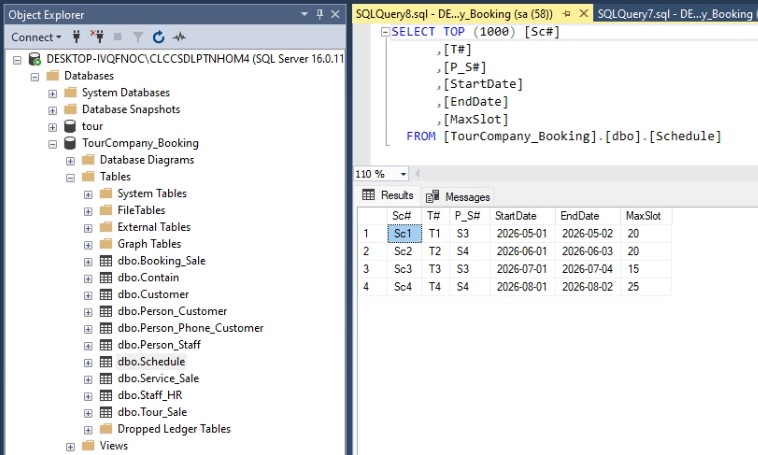 Object Explorer
Connect
DESKTOP-IVQFNOC\CLCCSDLPTNHOM4 (SQL Server 16.0.11
Databases
System Databases
Database Snapshots
tour
TourCompany_Booking
Database Diagrams
Tables
System Tables
FileTables
External Tables
Graph Tables
dbo.Booking_Sale
dbo.Contain
dbo.Customer
dbo.Person_Customer
dbo.Person_Phone_Customer
dbo.Person_Staff
dbo.Schedule
dbo.Service_Sale
dbo.Staff_HR
dbo.Tour_Sale
Dropped Ledger Tables
Views
SQLQuery8.sql - DE...y_Booking (sa (58)) SQLQuery7.sql - DE...y_Booking (
SELECT TOP (1000) [Sc#]
,[T#]
,[P_S#]
,[StartDate]
,[EndDate]
,[MaxSlot]
FROM [TourCompany_Booking].[dbo].[Schedule]
110 %
Results Messages
Sc# T# P_S# StartDate EndDate MaxSlot
1 Sc1 T1 S3 2026-05-01 2026-05-02 20
2 Sc2 T2 S4 2026-06-01 2026-06-03 20
3 Sc3 T3 S3 2026-07-01 2026-07-04 15
4 Sc4 T4 S4 2026-08-01 2026-08-02 25